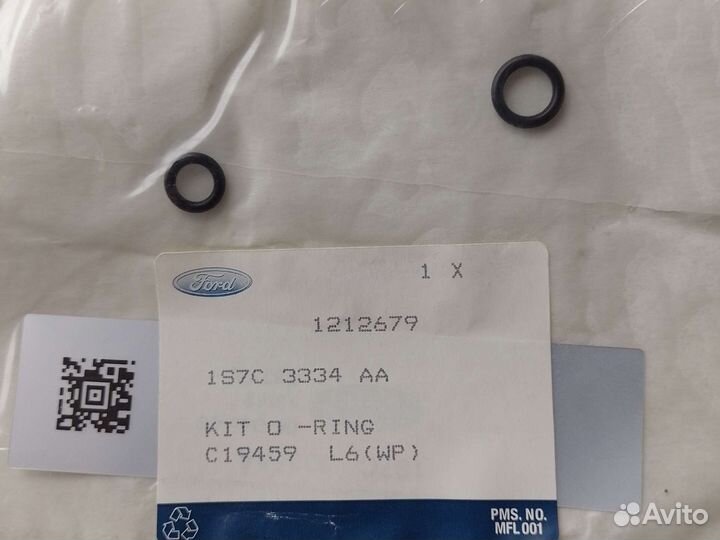 Ford
1 X
1212679
1S7C 3334 AA
KIT O -RING
C19459 L6(WP)
PMS. NO.
MFL 001
Avito